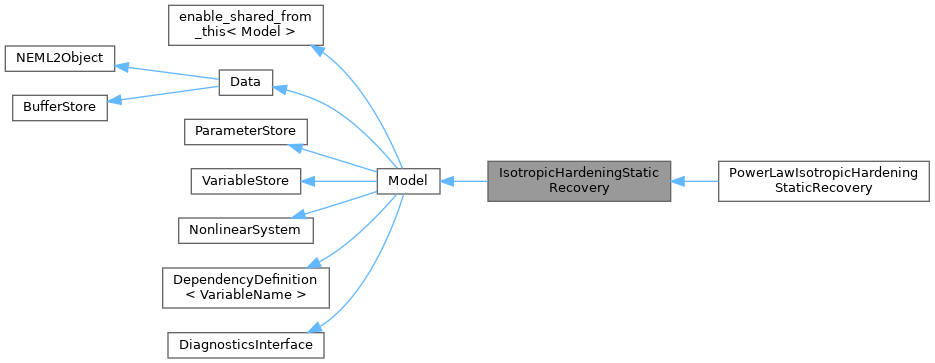 enable_shared_from
_this< Model >
NEML2Object
Data
BufferStore
ParameterStore
VariableStore
Model
IsotropicHardeningStatic
Recovery
PowerLawIsotropicHardening
StaticRecovery
NonlinearSystem
DependencyDefinition
< VariableName >
DiagnosticsInterface